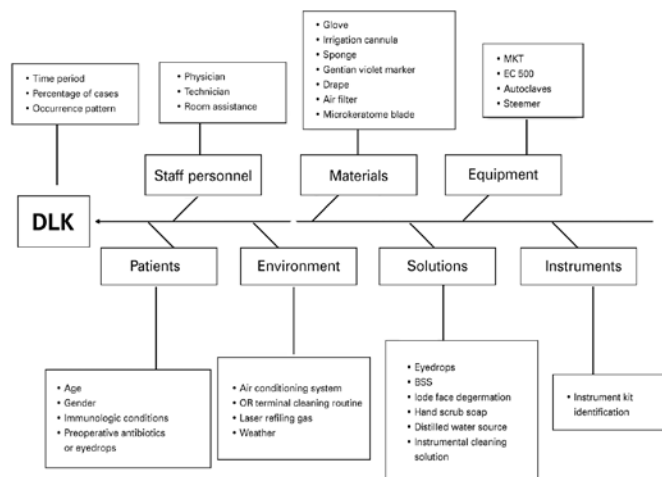 • Glove
• Irrigation cannula
• Sponge
• Gentian violet marker
• Drape
• Air filter
• Microkeratome blade
• Time period
• Percentage of cases
• Occurrence pattern
• Physician
• Technician
• Room assistance
• MKT
• EC 500
• Autoclaves
• Steemer
Staff personnel
Materials
Equipment
DLK
Patients
Environment
Solutions
Instruments
• Age
• Gender
• Immunologic conditions
• Preoperative antibiotics
or eyedrops
• Air conditioning system
• OR terminal cleaning routine
• Laser refiling gas
• Weather
• Eyedrops
• BSS
• Iode face degermation
• Hand scrub soap
• Distilled water source
• Instrumental cleaning
solution
• Instrument kit
identification